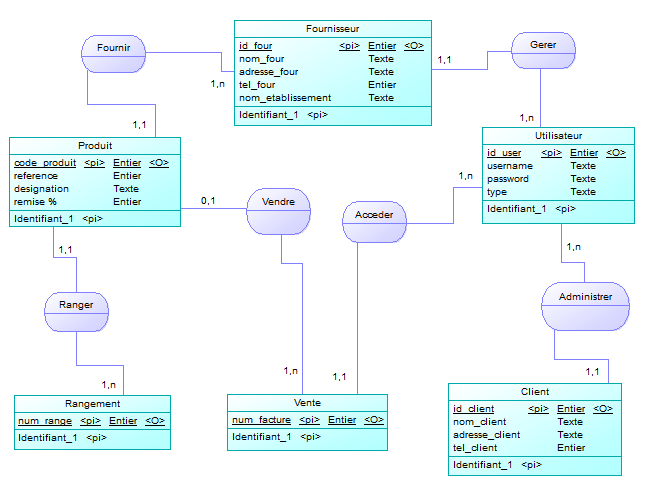 Fournisseur
id_four <pi> Entier <O>
nom_four Texte
adresse_four Texte
tel_four Entier
nom_etablissement Texte
Identifiant_1 <pi>
Fournir
Gerer
1,n
1,1
1,1
1,n
Produit
code_produit <pi> Entier <O>
reference Entier
designation Texte
remise % Entier
Identifiant_1 <pi>
Utilisateur
id_user <pi> Entier <O>
username Texte
password Texte
type Texte
Identifiant_1 <pi>
0,1
Vendre
Acceder
1,n
1,1
1,n
Ranger
Administrer
1,n
1,n
1,1
1,1
Rangement
num_range <pi> Entier <O>
Identifiant_1 <pi>
Vente
num_facture <pi> Entier <O>
Identifiant_1 <pi>
Client
id_client <pi> Entier <O>
nom_client Texte
adresse_client Texte
tel_client Entier
Identifiant_1 <pi>